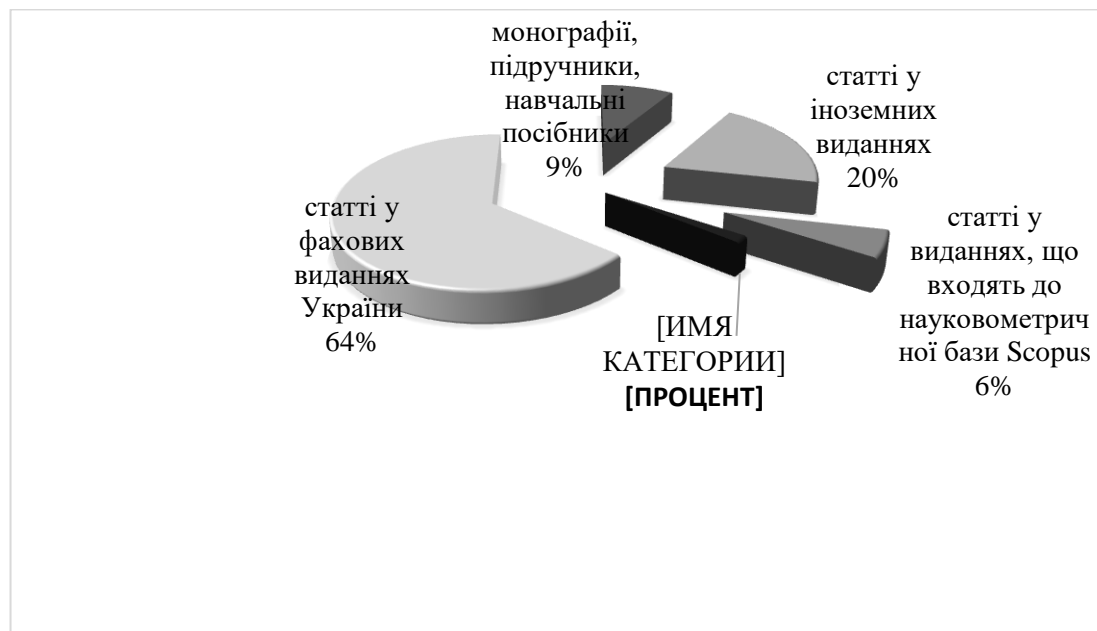 монографії,
підручники,
навчальні
посібники
9%
статті у
іноземних
виданнях
20%
статті у
виданнях, що
входять до
науковометрич
ної бази Scopus
6%
[ИМЯ
КАТЕГОРИИ]
[ПРОЦЕНТ]
статті у
фахових
виданнях
України
64%